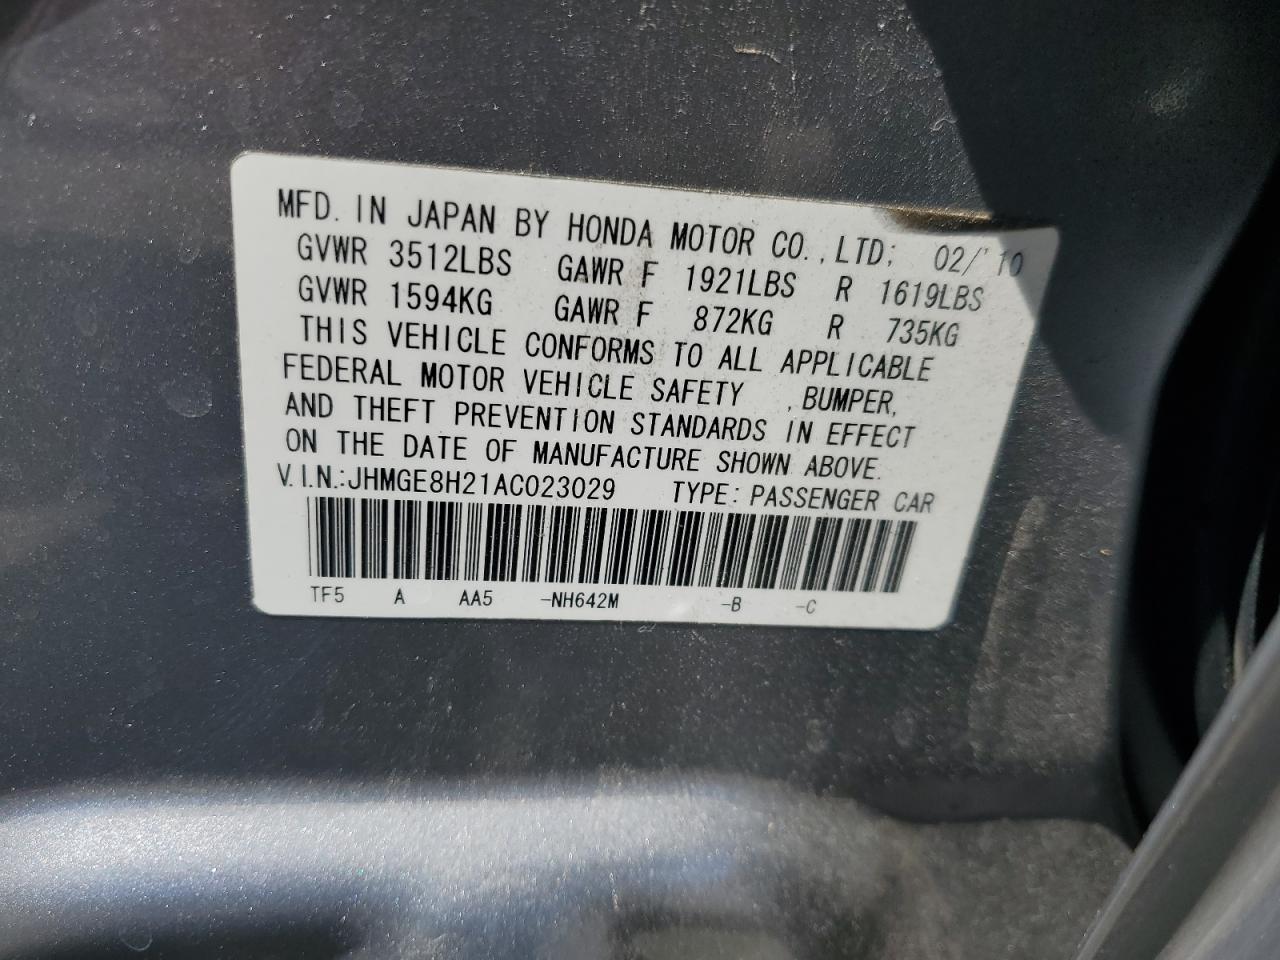 MFD. IN JAPAN BY HONDA MOTOR CO., LTD; 02/'10
GVWR 3512LBS GAWR F 1921LBS R 1619LBS
GVWR 1594KG GAWR F 872KG R 735KG
THIS VEHICLE CONFORMS TO ALL APPLICABLE
FEDERAL MOTOR VEHICLE SAFETY , BUMPER,
AND THEFT PREVENTION STANDARDS IN EFFECT
ON THE DATE OF MANUFACTURE SHOWN ABOVE.
V.I.N.:JHMGE8H21AC023029 TYPE: PASSENGER CAR
TF5 A AA5 -NH642M -B -C